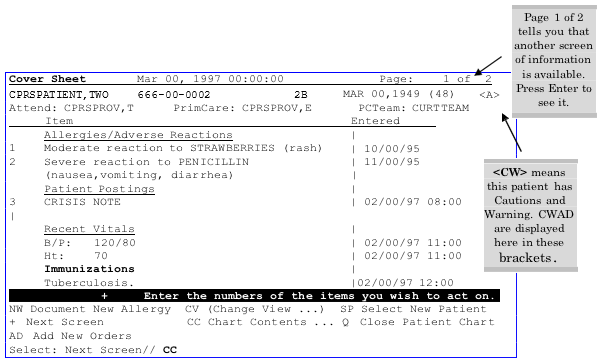 Page 1 of 2
tells you that
another screen
of information
is available.
Press Enter to
see it.
Cover Sheet Mar 00, 1997 00:00:00 Page: 1 of 2
CPRSPATIENT,TWO 666-00-0002 2B MAR 00,1949 (48) <A>
Attend: CPRSPROV,T PrimCare: CPRSPROV,E PCTeam: CURTTEAM
Item Entered
Allergies/Adverse Reactions |
1 Moderate reaction to STRAWBERRIES (rash) | 10/00/95
2 Severe reaction to PENICILLIN | 11/00/95
(nausea,vomiting, diarrhea) |
Patient Postings |
3 CRISIS NOTE | 02/00/97 08:00
|
Recent Vitals |
B/P: 120/80 | 02/00/97 11:00
Ht: 70 | 02/00/97 11:00
Immunizations |
Tuberculosis. |02/00/97 12:00
+ Enter the numbers of the items you wish to act on.
NW Document New Allergy CV (Change View ...) SP Select New Patient
+ Next Screen CC Chart Contents ... Q Close Patient Chart
AD Add New Orders
Select: Next Screen// CC
<CW> means
this patient has
Cautions and
Warning. CWAD
are displayed
here in these
brackets.